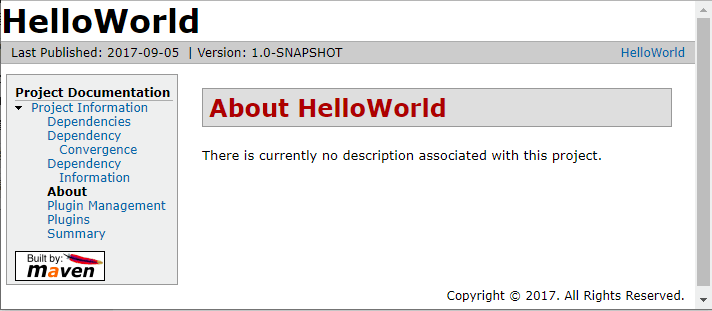 HelloWorld
Last Published: 2017-09-05 | Version: 1.0-SNAPSHOT HelloWorld
Project Documentation
Project Information
Dependencies
Dependency
Convergence
Dependency
Information
About
Plugin Management
Plugins
Summary
Built by:
maven
About HelloWorld
There is currently no description associated with this project.
Copyright © 2017. All Rights Reserved.